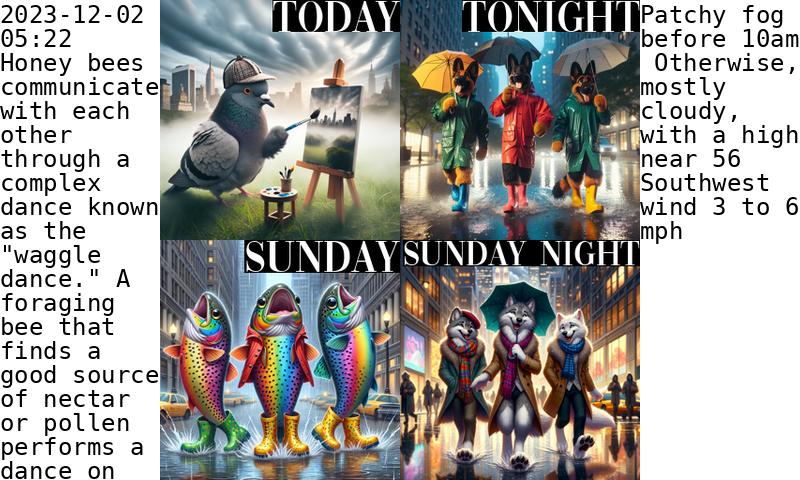 2023-12-02
05:22
Honey bees
communicate
with each
other
through a
complex
dance known
as the
"waggle
dance." A
foraging
bee that
finds a
good source
of nectar
or pollen
performs a
dance on
TODAY
TONIGHT
SUNDAY
SUNDAY NIGHT
Patchy fog
before 10am
Otherwise,
mostly
cloudy,
with a high
near 56
Southwest
wind 3 to 6
mph